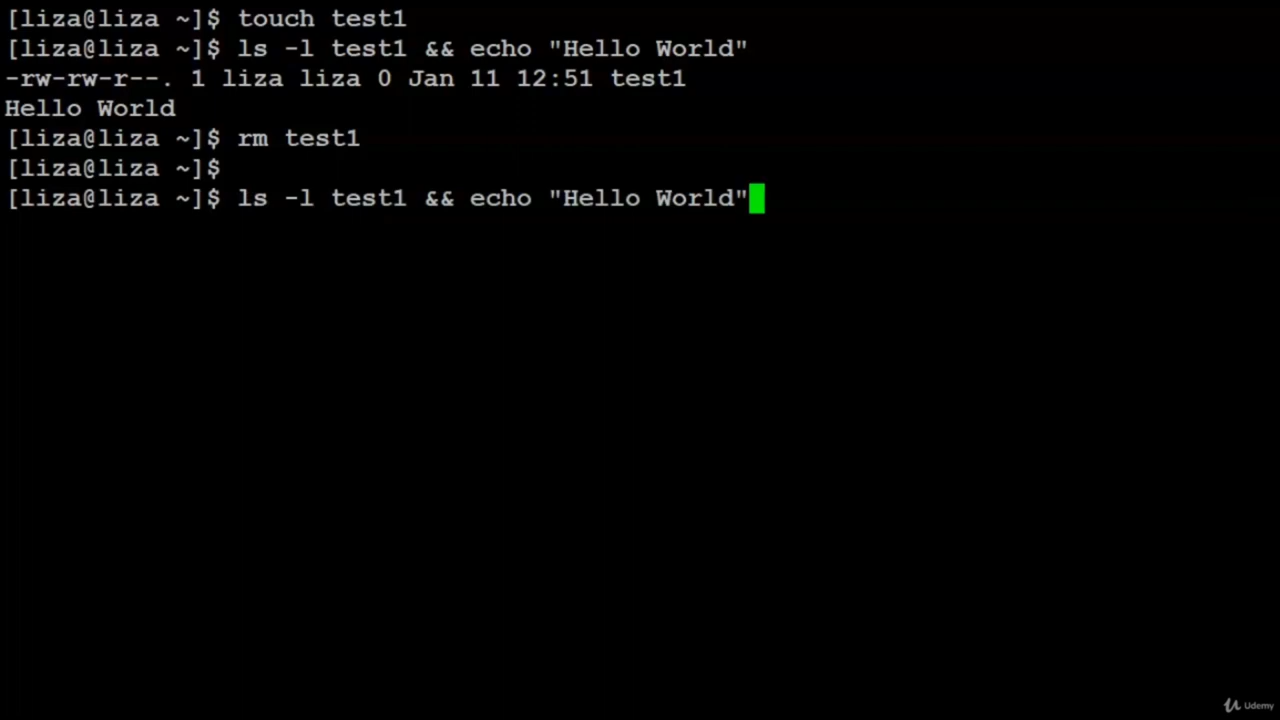 [liza@liza ~]$ touch test1
[liza@liza ~]$ ls -l test1 && echo "Hello World"
-rw-rw-r--. 1 liza liza 0 Jan 11 12:51 test1
Hello World
[liza@liza ~]$ rm test1
[liza@liza ~]$
[liza@liza ~]$ ls -l test1 && echo "Hello World"
Udemy